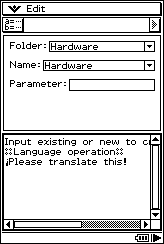 Edit
Folder: Hardware
Name: Hardware
Parameter:
Input existing or new to c
※Language operation※
¡Please translate this!